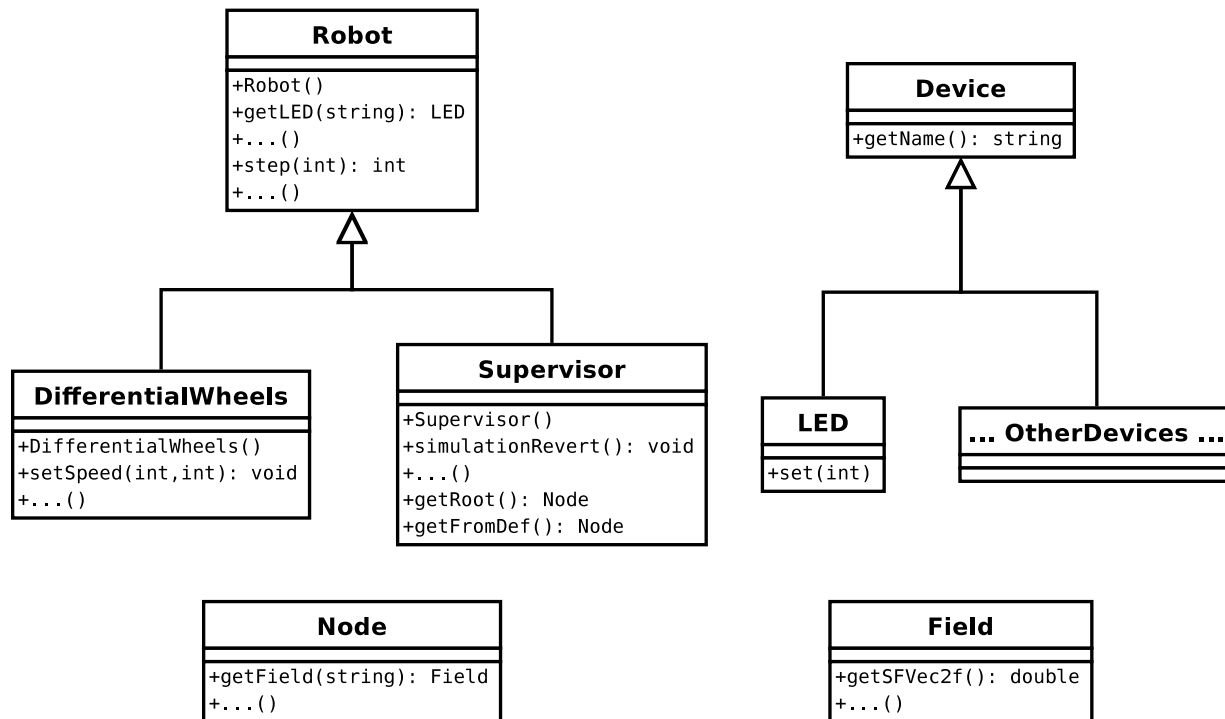 Robot
+Robot()
+getLED(string): LED
+...()
+step(int): int
+...()
Device
+getName(): string
DifferentialWheels
+DifferentialWheels()
+setSpeed(int,int): void
+...()
Supervisor
+Supervisor()
+simulationRevert(): void
+...()
+getRoot(): Node
+getFromDef(): Node
LED
+set(int)
... OtherDevices ...
Node
+getField(string): Field
+...()
Field
+getSFVec2f(): double
+...()